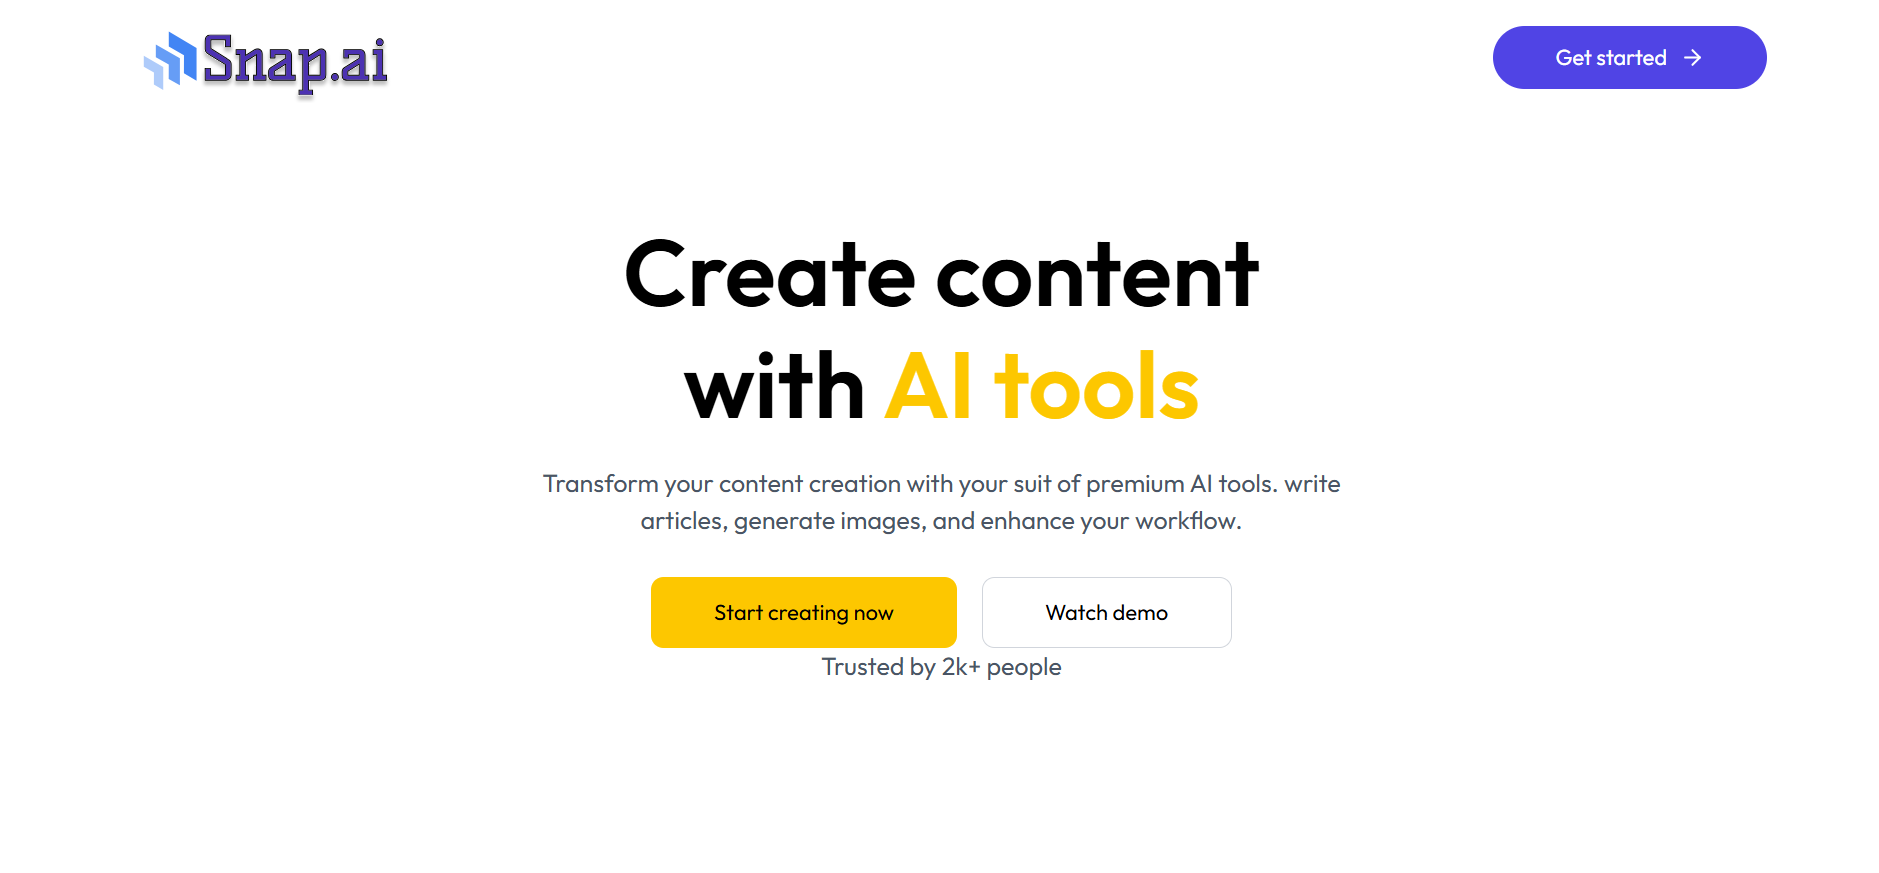 Snap.ai
Get started
Create content
with AI tools
Transform your content creation with your suit of premium AI tools. write
articles, generate images, and enhance your workflow.
Start creating now
Watch demo
Trusted by 2k+ people